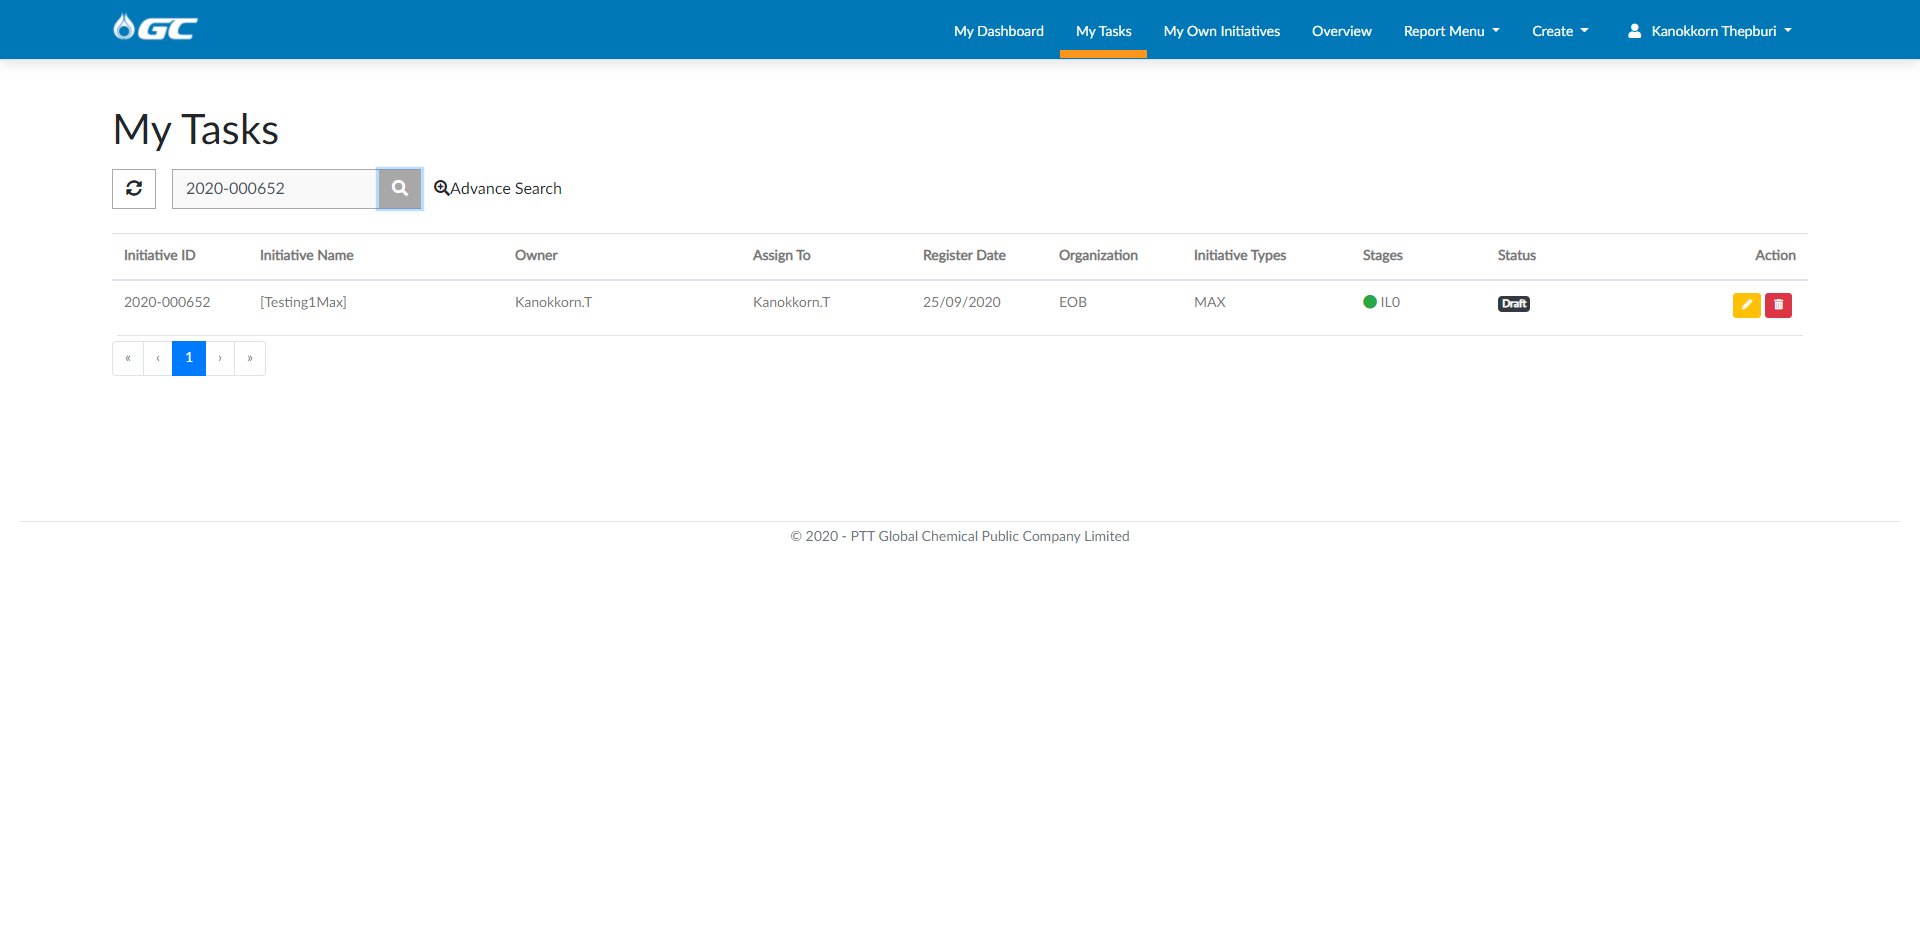 GC My Dashboard My Tasks My Own Initiatives Overview Report Menu Create Kanokkorn Thepburi
My Tasks
2020-000652 Advance Search
Initiative ID Initiative Name Owner Assign To Register Date Organization Initiative Types Stages Status Action
2020-000652 [Testing1Max] Kanokkorn.T Kanokkorn.T 25/09/2020 EOB MAX IL0 Draft
« ‹ 1 › »
© 2020 - PTT Global Chemical Public Company Limited